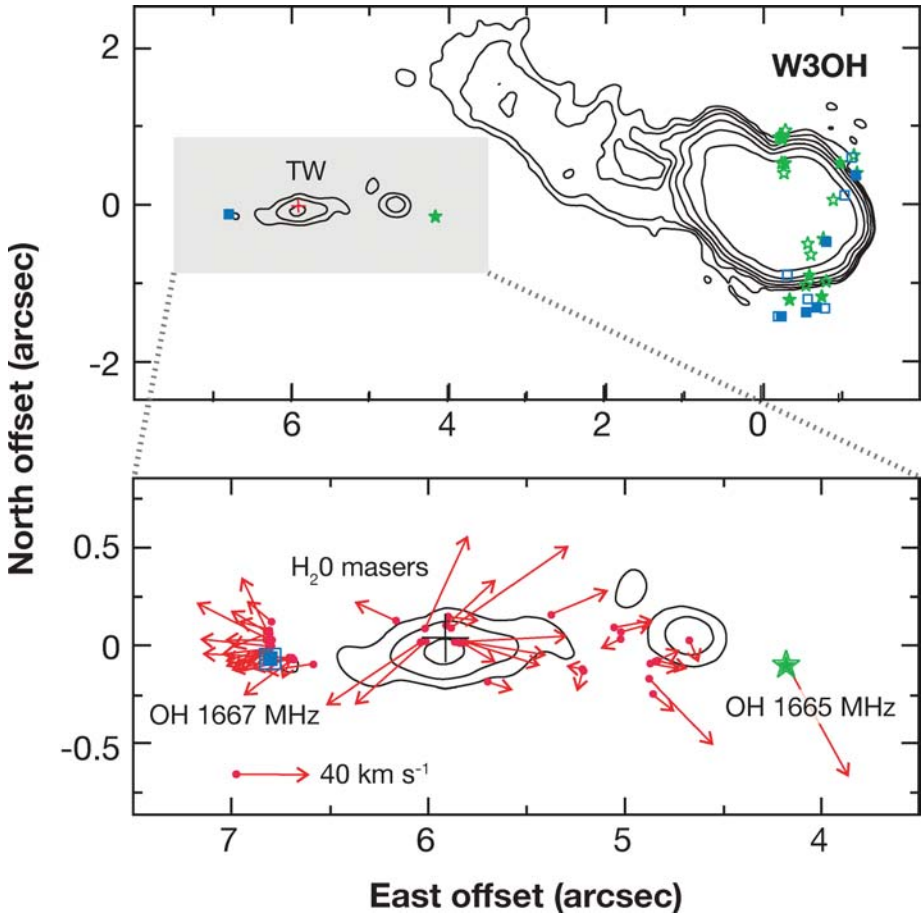 W3OH
TW
2
0
-2
6
4
2
0
North offset (arcsec)
H₂0 masers
OH 1667 MHz
OH 1665 MHz
40 km s⁻¹
0.5
0
-0.5
7
6
5
4
East offset (arcsec)